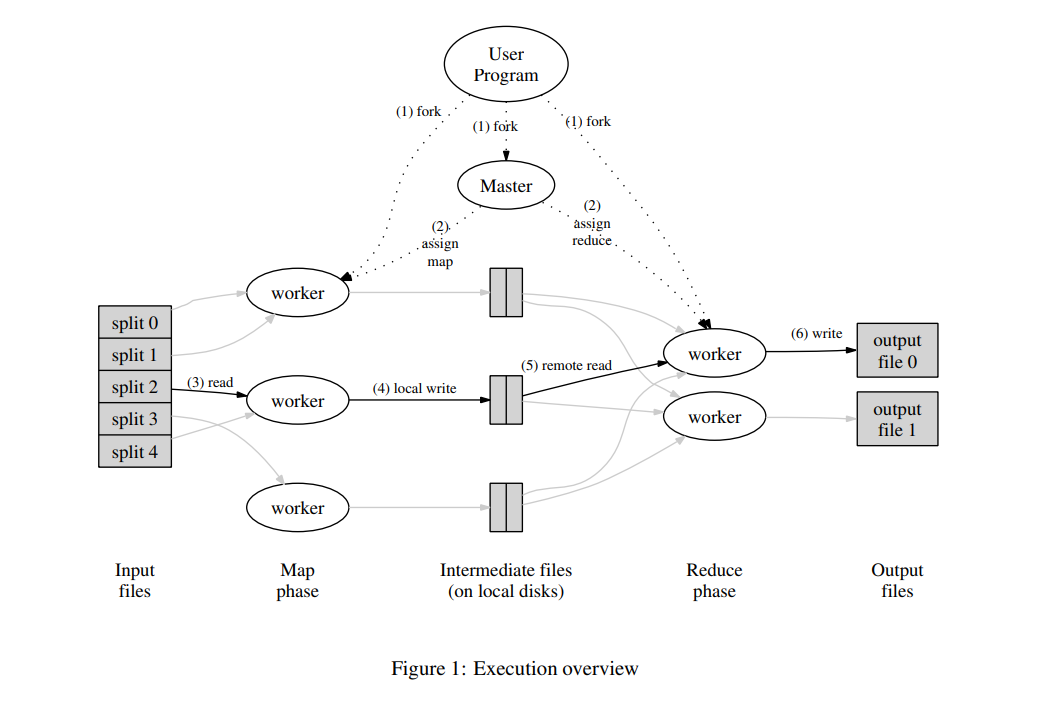 User
Program
(1) fork
(1) fork
(1) fork
Master
(2)
assign
map
(2)
assign
reduce
worker
split 0
split 1
split 2
split 3
split 4
(3) read
worker
(4) local write
worker
(5) remote read
worker
worker
(6) write
output
file 0
output
file 1
Input
files
Map
phase
Intermediate files
(on local disks)
Reduce
phase
Output
files
Figure 1: Execution overview